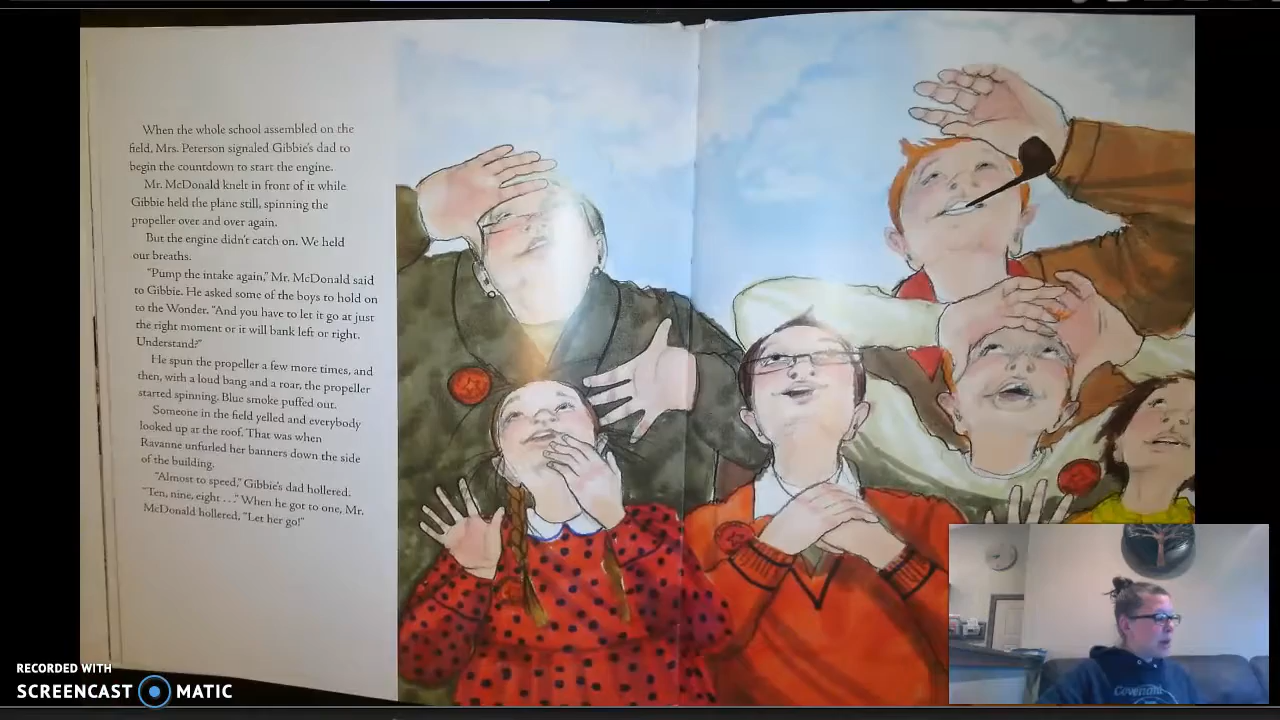 When the whole school assembled on the
field, Mrs. Peterson signaled Gibbie's dad to
begin the countdown to start the engine.
Mr. McDonald knelt in front of it while
Gibbie held the plane still, spinning the
propeller over and over again.
But the engine didn't catch on. We held
our breaths.
"Pump the intake again," Mr. McDonald said
to Gibbie. He asked some of the boys to hold on
to the Wonder. "And you have to let it go at just
the right moment or it will bank left or right.
Understand?"
He spun the propeller a few more times, and
then, with a loud bang and a roar, the propeller
started spinning. Blue smoke puffed out.
Someone in the field yelled and everybody
looked up at the roof. That was when
Ravanne unfurled her banners down the side
of the building.
"Almost to speed," Gibbie's dad hollered.
"Ten, nine, eight . . ." When he got to one, Mr.
McDonald hollered, "Let her go!"
RECORDED WITH
SCREENCAST MATIC
Covenant